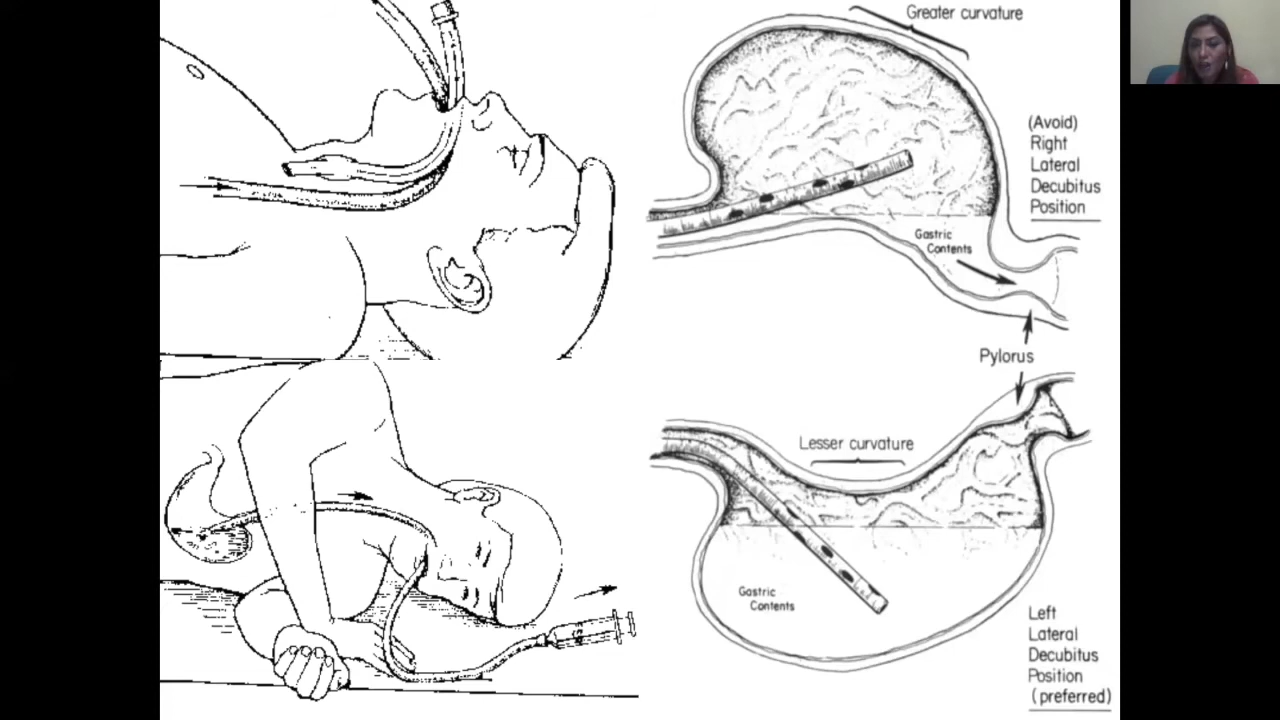 Greater curvature
(Avoid)
Right
Lateral
Decubitus
Position
Gastric
Contents
Pylorus
Lesser curvature
Gastric
Contents
Left
Lateral
Decubitus
Position
(preferred)